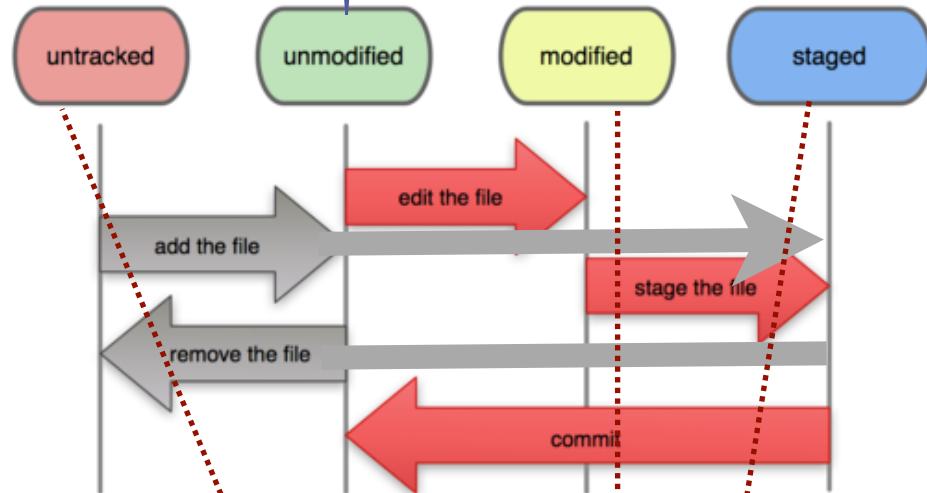 untracked
unmodified
modified
staged
edit the file
add the file
stage the file
remove the file
commit